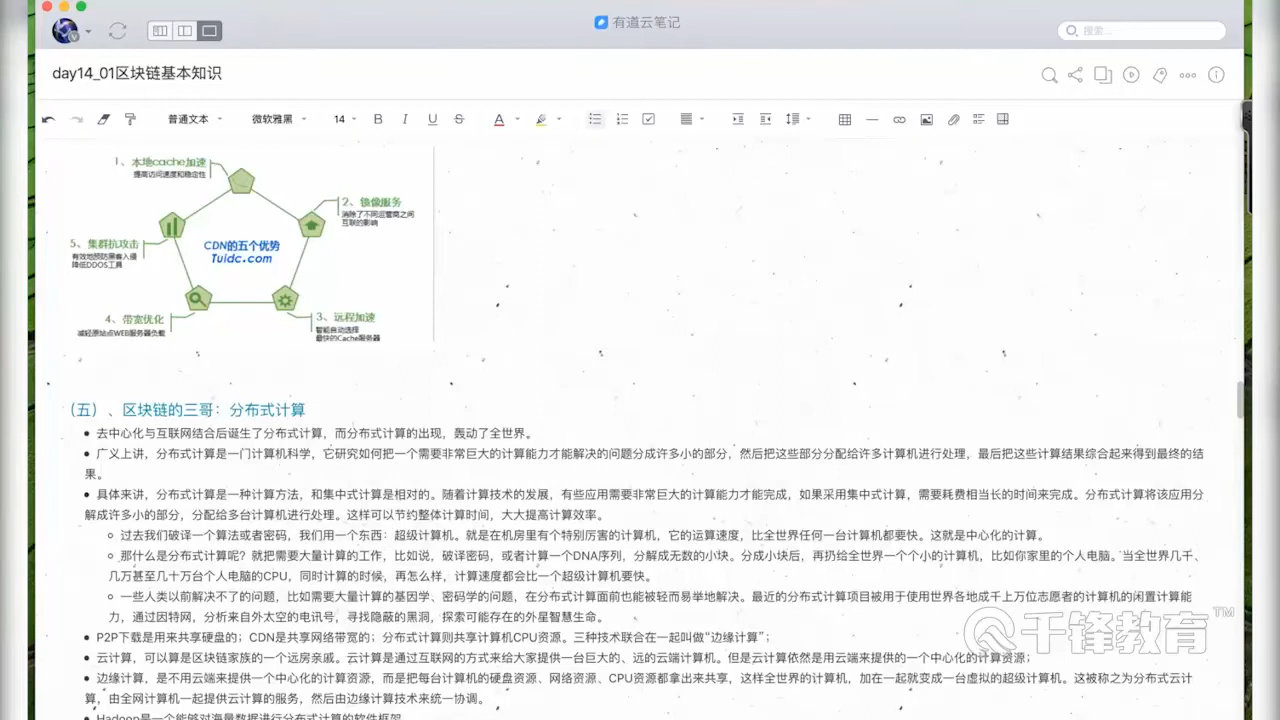 有道云笔记
搜索...
day14_01区块链基本知识
普通文本
微软雅黑
14
B
I
U
S
A
1、本地cache加速
提高访问速度和稳定性
2、镜像服务
消除了不同运营商之间
互联的影响
5、集群抗攻击
有效地预防黑客入侵
降低DDOS工具
CDN的五个优势
Tuidc.com
4、带宽优化
减轻原站点WEB服务器负载
3、远程加速
智能自动选择
最快的Cache服务器
(五)、区块链的三哥：分布式计算
去中心化与互联网结合后诞生了分布式计算，而分布式计算的出现，轰动了全世界。
广义上讲，分布式计算是一门计算机科学，它研究如何把一个需要非常巨大的计算能力才能解决的问题分成许多小的部分，然后把这些部分分配给许多计算机进行处理，最后把这些计算结果综合起来得到最终的结
果。
具体来讲，分布式计算是一种计算方法，和集中式计算是相对的。随着计算技术的发展，有些应用需要非常巨大的计算能力才能完成，如果采用集中式计算，需要耗费相当长的时间来完成。分布式计算将该应用分
解成许多小的部分，分配给多台计算机进行处理。这样可以节约整体计算时间，大大提高计算效率。
过去我们破译一个算法或者密码，我们用一个东西：超级计算机。就是在机房里有个特别厉害的计算机，它的运算速度，比全世界任何一台计算机都要快。这就是中心化的计算。
那什么是分布式计算呢？就把需要大量计算的工作，比如说，破译密码，或者计算一个DNA序列，分解成无数的小块。分成小块后，再扔给全世界一个个小的计算机，比如你家里的个人电脑。当全世界几千、
几万甚至几十万台个人电脑的CPU，同时计算的时候，再怎么样，计算速度都会比一个超级计算机要快。
一些人类以前解决不了的问题，比如需要大量计算的基因学、密码学的问题，在分布式计算面前也能被轻而易举地解决。最近的分布式计算项目被用于使用世界各地成千上万位志愿者的计算机的闲置计算能
力，通过因特网，分析来自外太空的电讯号，寻找隐蔽的黑洞，探索可能存在的外星智慧生命。
P2P下载是用来共享硬盘的；CDN是共享网络带宽的；分布式计算则共享计算机CPU资源。三种技术联合在一起叫做“边缘计算”；
云计算，可以算是区块链家族的一个远房亲戚。云计算是通过互联网的方式来给大家提供一台巨大的、远的云端计算机。但是云计算依然是用云端来提供的一个中心化的计算资源；
边缘计算，是不用云端来提供一个中心化的计算资源，而是把每台计算机的硬盘资源、网络资源、CPU资源都拿出来共享，这样全世界的计算机，加在一起就变成一台虚拟的超级计算机。这被称之为分布式云计
算，由全网计算机一起提供云计算的服务，然后由边缘计算技术来统一协调。
Hadoop是一个能够对海量数据进行分布式计算的软件框架
千锋教育™